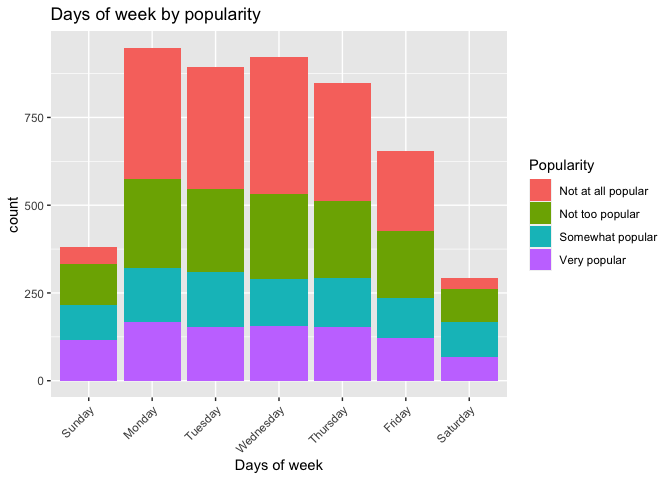 Days of week by popularity
count
750
500
250
0
Sunday
Monday
Tuesday
Wednesday
Thursday
Friday
Saturday
Days of week
Popularity
Not at all popular
Not too popular
Somewhat popular
Very popular